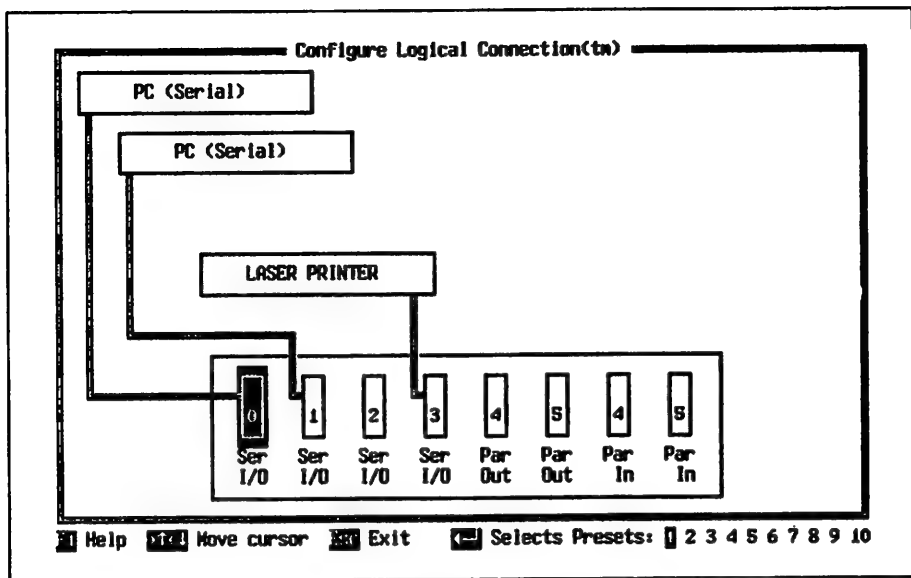 Configure Logical Connection(tm)
PC (Serial)
PC (Serial)
LASER PRINTER
0 1 2 3 4 5 4 5
Ser Ser Ser Ser Par Par Par Par
I/O I/O I/O I/O Out Out In In
F1 Help Move cursor ESC Exit Selects Presets: 1 2 3 4 5 6 7 8 9 10